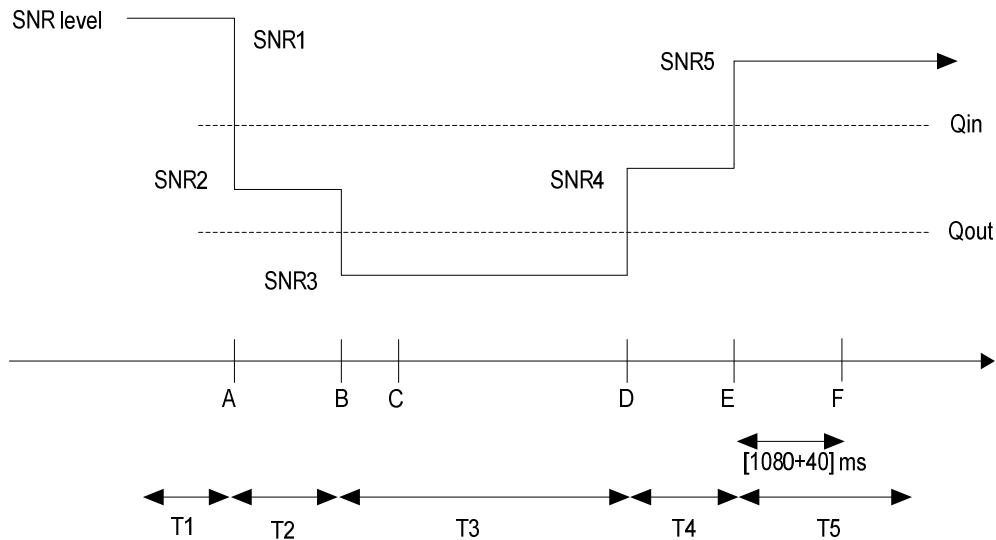 SNR level
SNR1
SNR5
Qin
SNR2
SNR4
Qout
SNR3
A
B
C
D
E
F
[1080+40] ms
T1
T2
T3
T4
T5